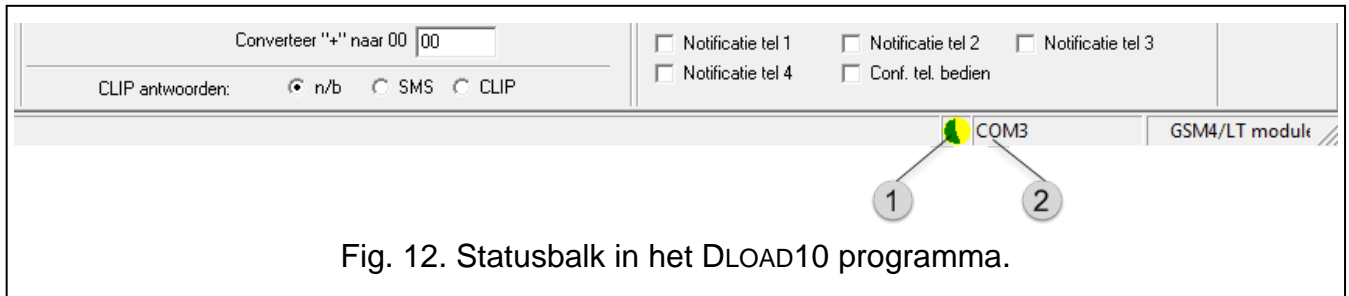 Converteer "+" naar 00 00
CLIP antwoorden: n/b SMS CLIP
Notificatie tel 1 Notificatie tel 2 Notificatie tel 3
Notificatie tel 4 Conf. tel. bedien
COM3 GSM4/LT module
1 2
Fig. 12. Statusbalk in het DLOAD10 programma.